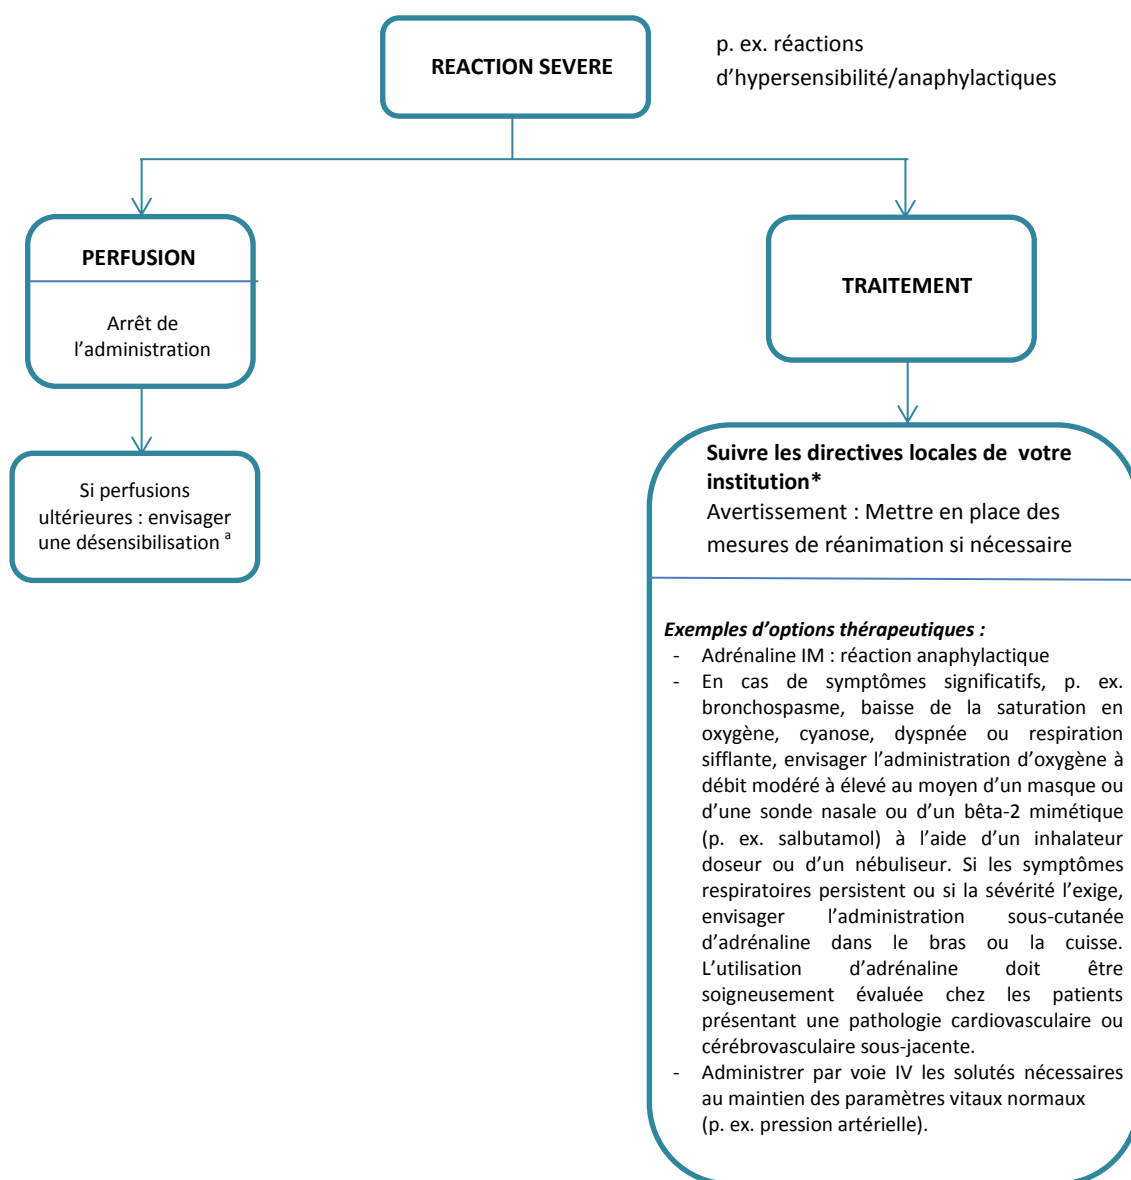 REACTION SEVERE
p. ex. réactions
d’hypersensibilité/anaphylactiques
PERFUSION
Arrêt de
l’administration
Si perfusions
ultérieures : envisager
une désensibilisation a
TRAITEMENT
Suivre les directives locales de votre
institution*
Avertissement : Mettre en place des
mesures de réanimation si nécessaire
Exemples d’options thérapeutiques :
- Adrénaline IM : réaction anaphylactique
- En cas de symptômes significatifs, p. ex.
bronchospasme, baisse de la saturation en
oxygène, cyanose, dyspnée ou respiration
sifflante, envisager l’administration d’oxygène à
débit modéré à élevé au moyen d’un masque ou
d’une sonde nasale ou d’un bêta-2 mimétique
(p. ex. salbutamol) à l’aide d’un inhalateur
doseur ou d’un nébuliseur. Si les symptômes
respiratoires persistent ou si la sévérité l’exige,
envisager l’administration sous-cutanée
d’adrénaline dans le bras ou la cuisse.
L’utilisation d’adrénaline doit être
soigneusement évaluée chez les patients
présentant une pathologie cardiovasculaire ou
cérébrovasculaire sous-jacente.
- Administrer par voie IV les solutés nécessaires
au maintien des paramètres vitaux normaux
(p. ex. pression artérielle).